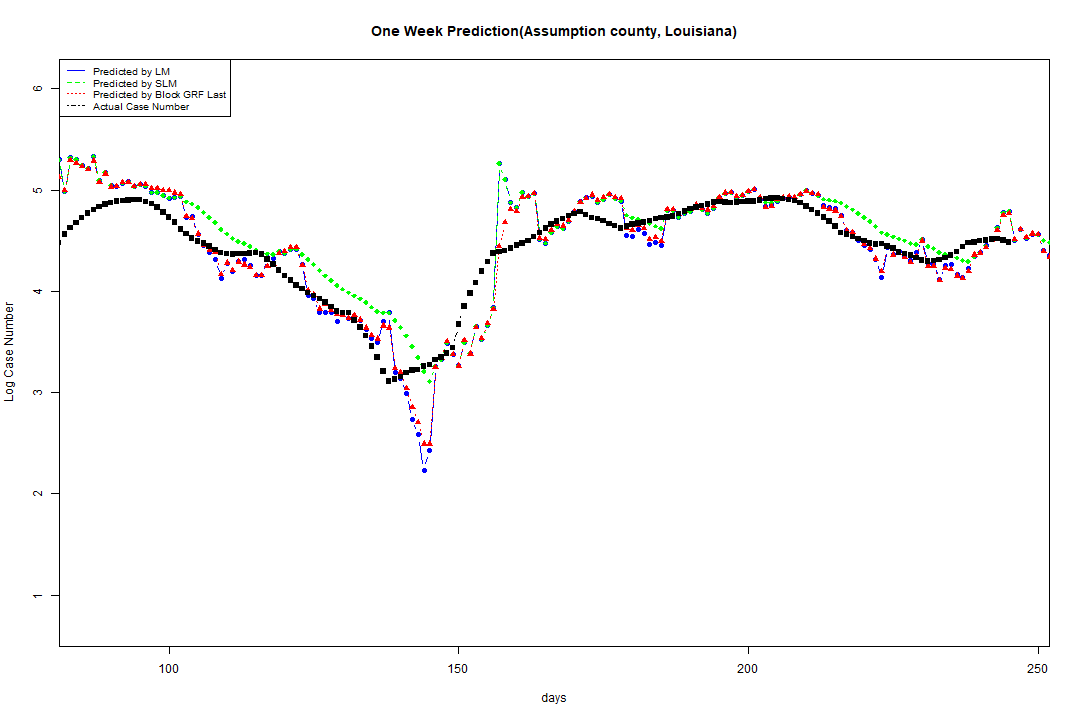 One Week Prediction(Assumption county, Louisiana)
Predicted by LM
Predicted by SLM
Predicted by Block GRF Last
Actual Case Number
6
5
4
3
2
1
Log Case Number
100 150 200 250
days